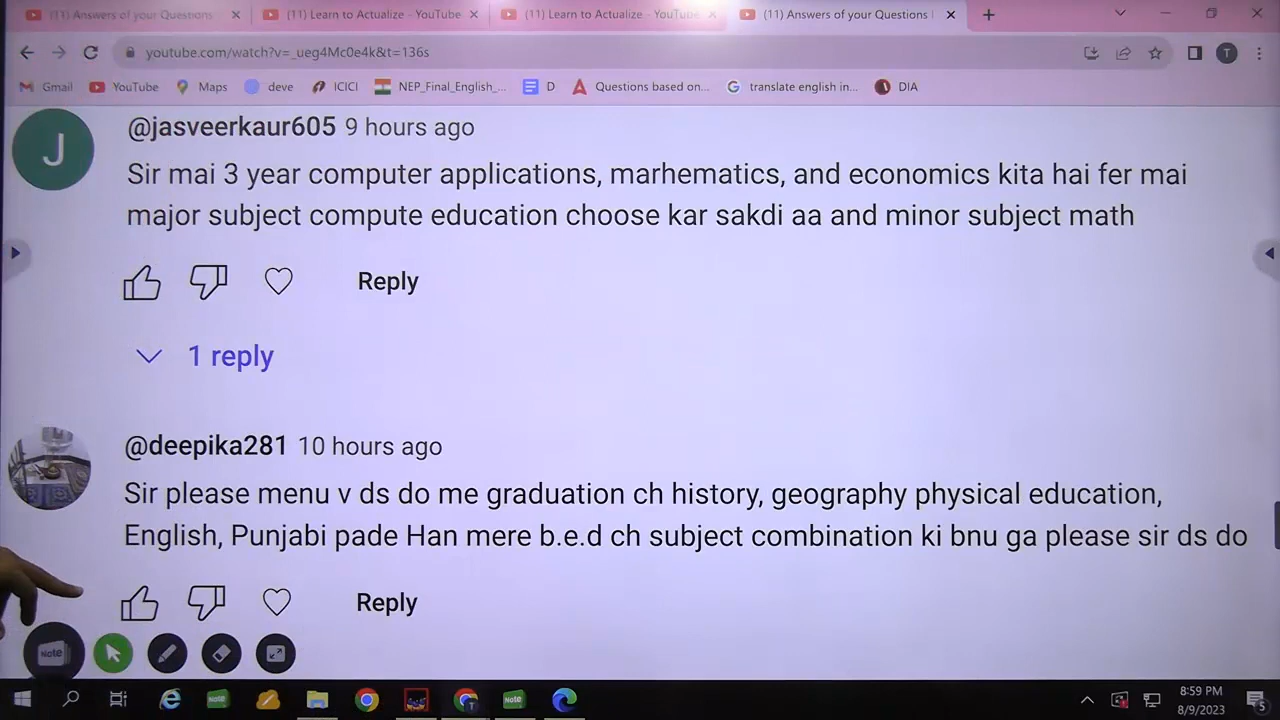 (11) Answers of your Questions
(11) Learn to Actualize - YouTube
(11) Learn to Actualize - YouTube
(11) Answers of your Questions
youtube.com/watch?v=_ueg4Mc0e4k&t=136s
T
Gmail YouTube Maps deve ICICI NEP_Final_English_... D Questions based on... translate english in... DIA
J
@jasveerkaur605 9 hours ago
Sir mai 3 year computer applications, marhematics, and economics kita hai fer mai
major subject compute education choose kar sakdi aa and minor subject math
Reply
1 reply
@deepika281 10 hours ago
Sir please menu v ds do me graduation ch history, geography physical education,
English, Punjabi pade Han mere b.e.d ch subject combination ki bnu ga please sir ds do
Reply
Note
Note
Note
8:59 PM
8/9/2023
5